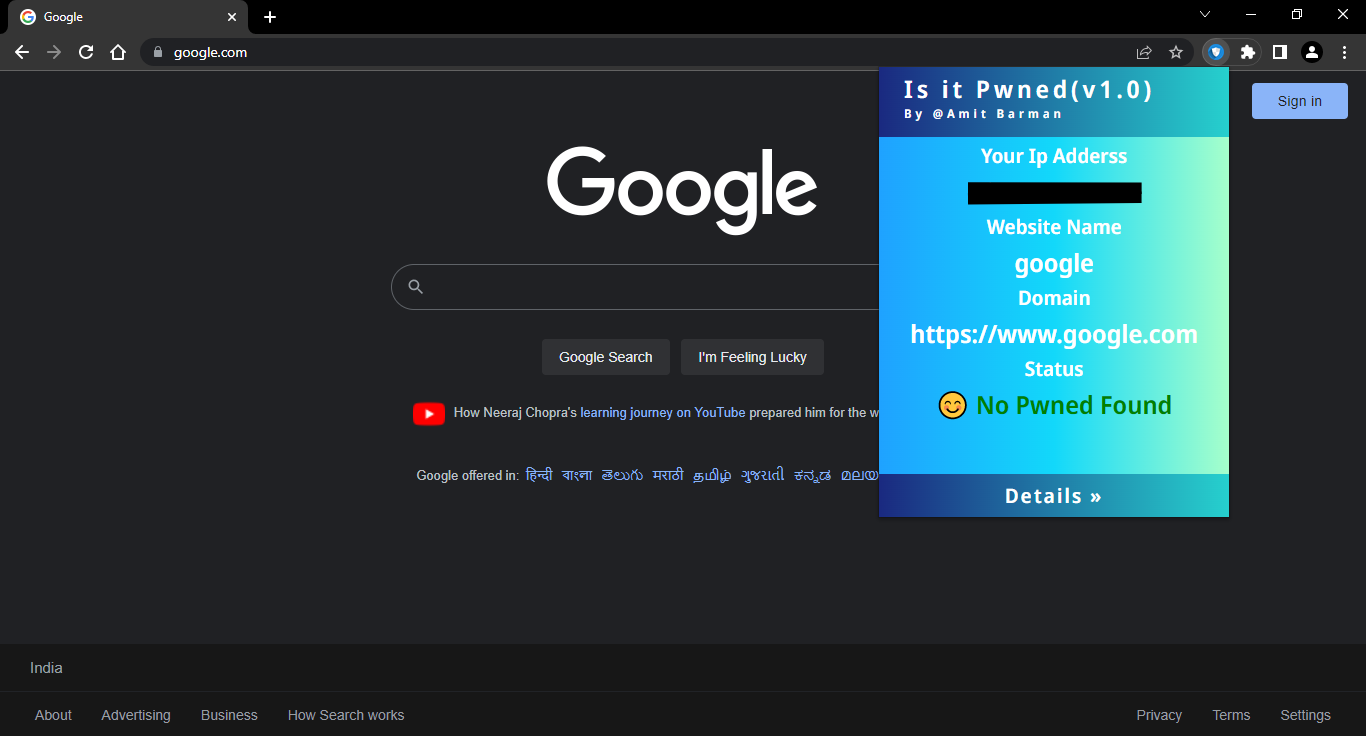 Google
google.com
Is it Pwned(v1.0)
By @Amit Barman
Sign in
Your Ip Adderss
Website Name
google
Domain
https://www.google.com
Status
😊 No Pwned Found
Details »
Google
Google Search
I'm Feeling Lucky
How Neeraj Chopra's learning journey on YouTube prepared him for the
Google offered in: हिन्दी বাংলা తెలుగు मराठी தமிழ் ગુજરાતી ಕನ್ನಡ
India
About Advertising Business How Search works
Privacy Terms Settings